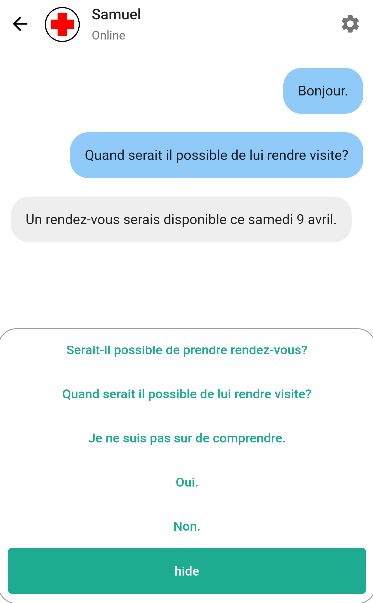 Samuel
Online
Bonjour.
Quand serait il possible de lui rendre visite?
Un rendez-vous serais disponible ce samedi 9 avril.
Serait-il possible de prendre rendez-vous?
Quand serait il possible de lui rendre visite?
Je ne suis pas sur de comprendre.
Oui.
Non.
hide